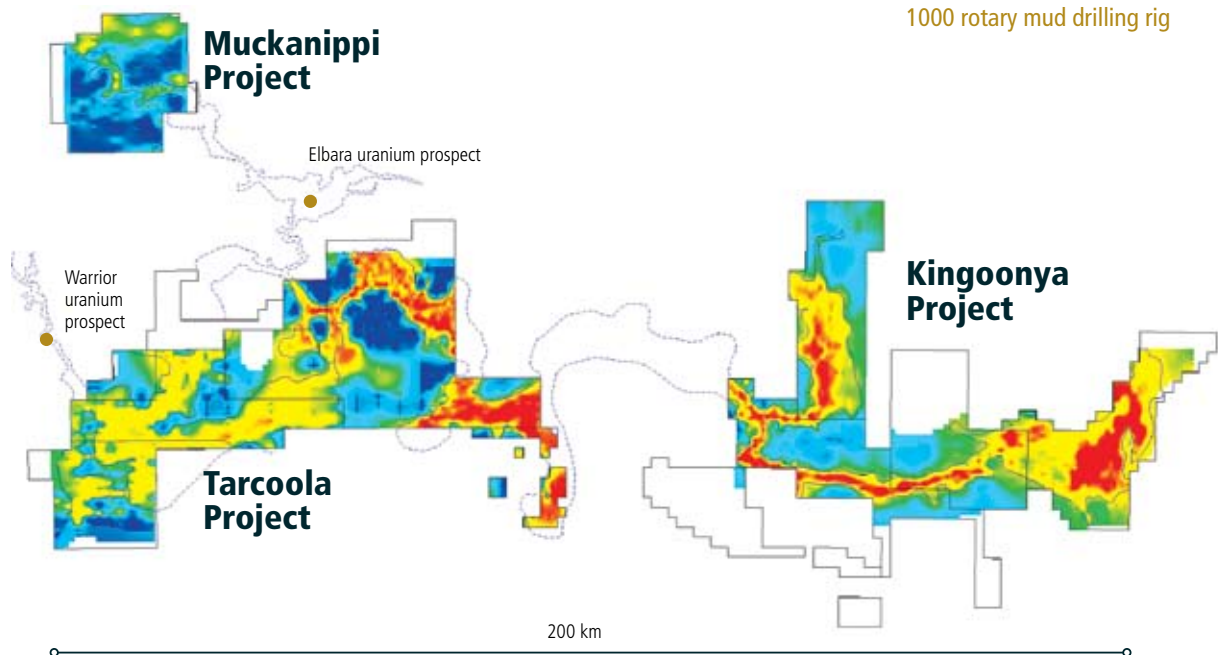 1000 rotary mud drilling rig
Muckanippi
Project
Elbara uranium prospect
Warrior
uranium
prospect
Kingoonya
Project
Tarcoola
Project
200 km